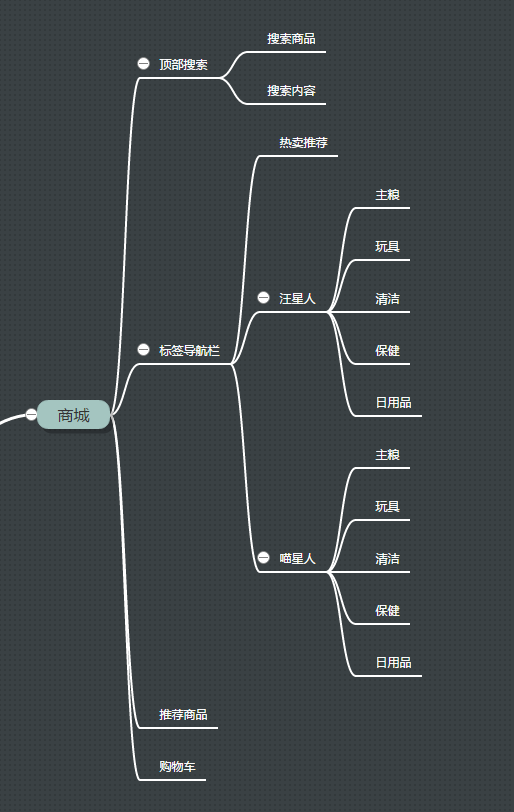 搜索商品
顶部搜索
搜索内容
热卖推荐
主粮
玩具
汪星人
清洁
标签导航栏
保健
日用品
商城
主粮
玩具
喵星人
清洁
保健
日用品
推荐商品
购物车